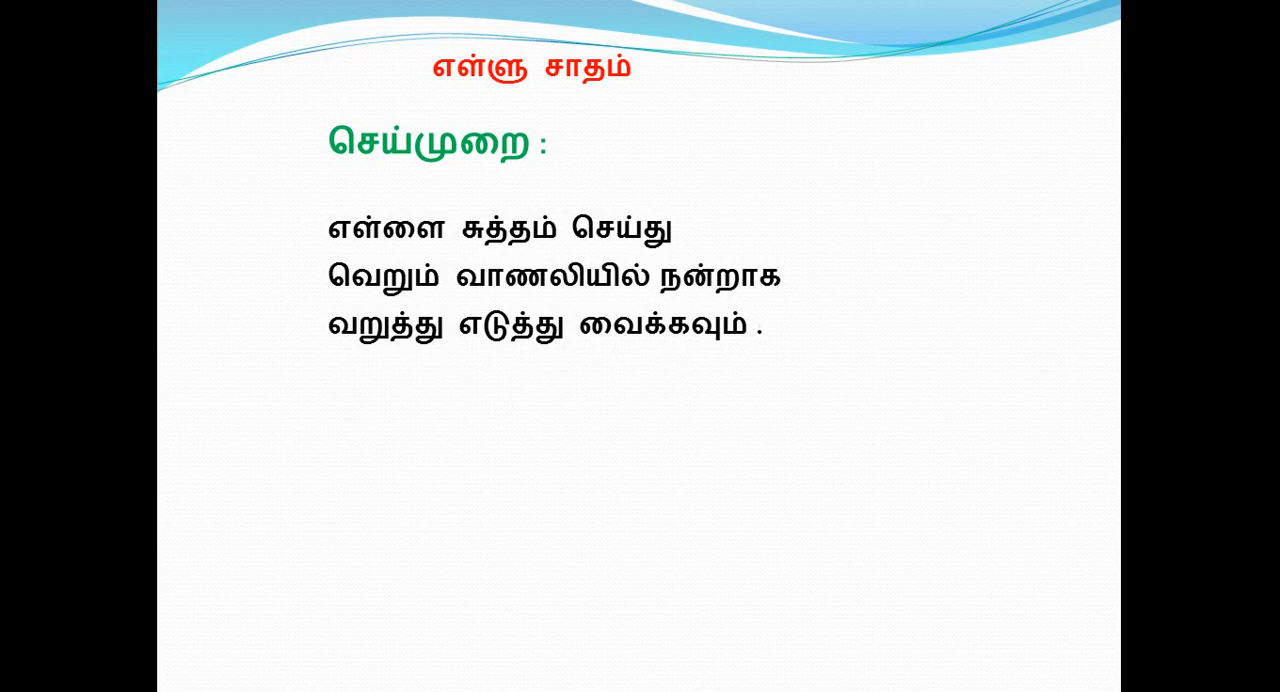 எள்ளு சாதம்
செய்முறை :
எள்ளை சுத்தம் செய்து
வெறும் வாணலியில் நன்றாக
வறுத்து எடுத்து வைக்கவும் .